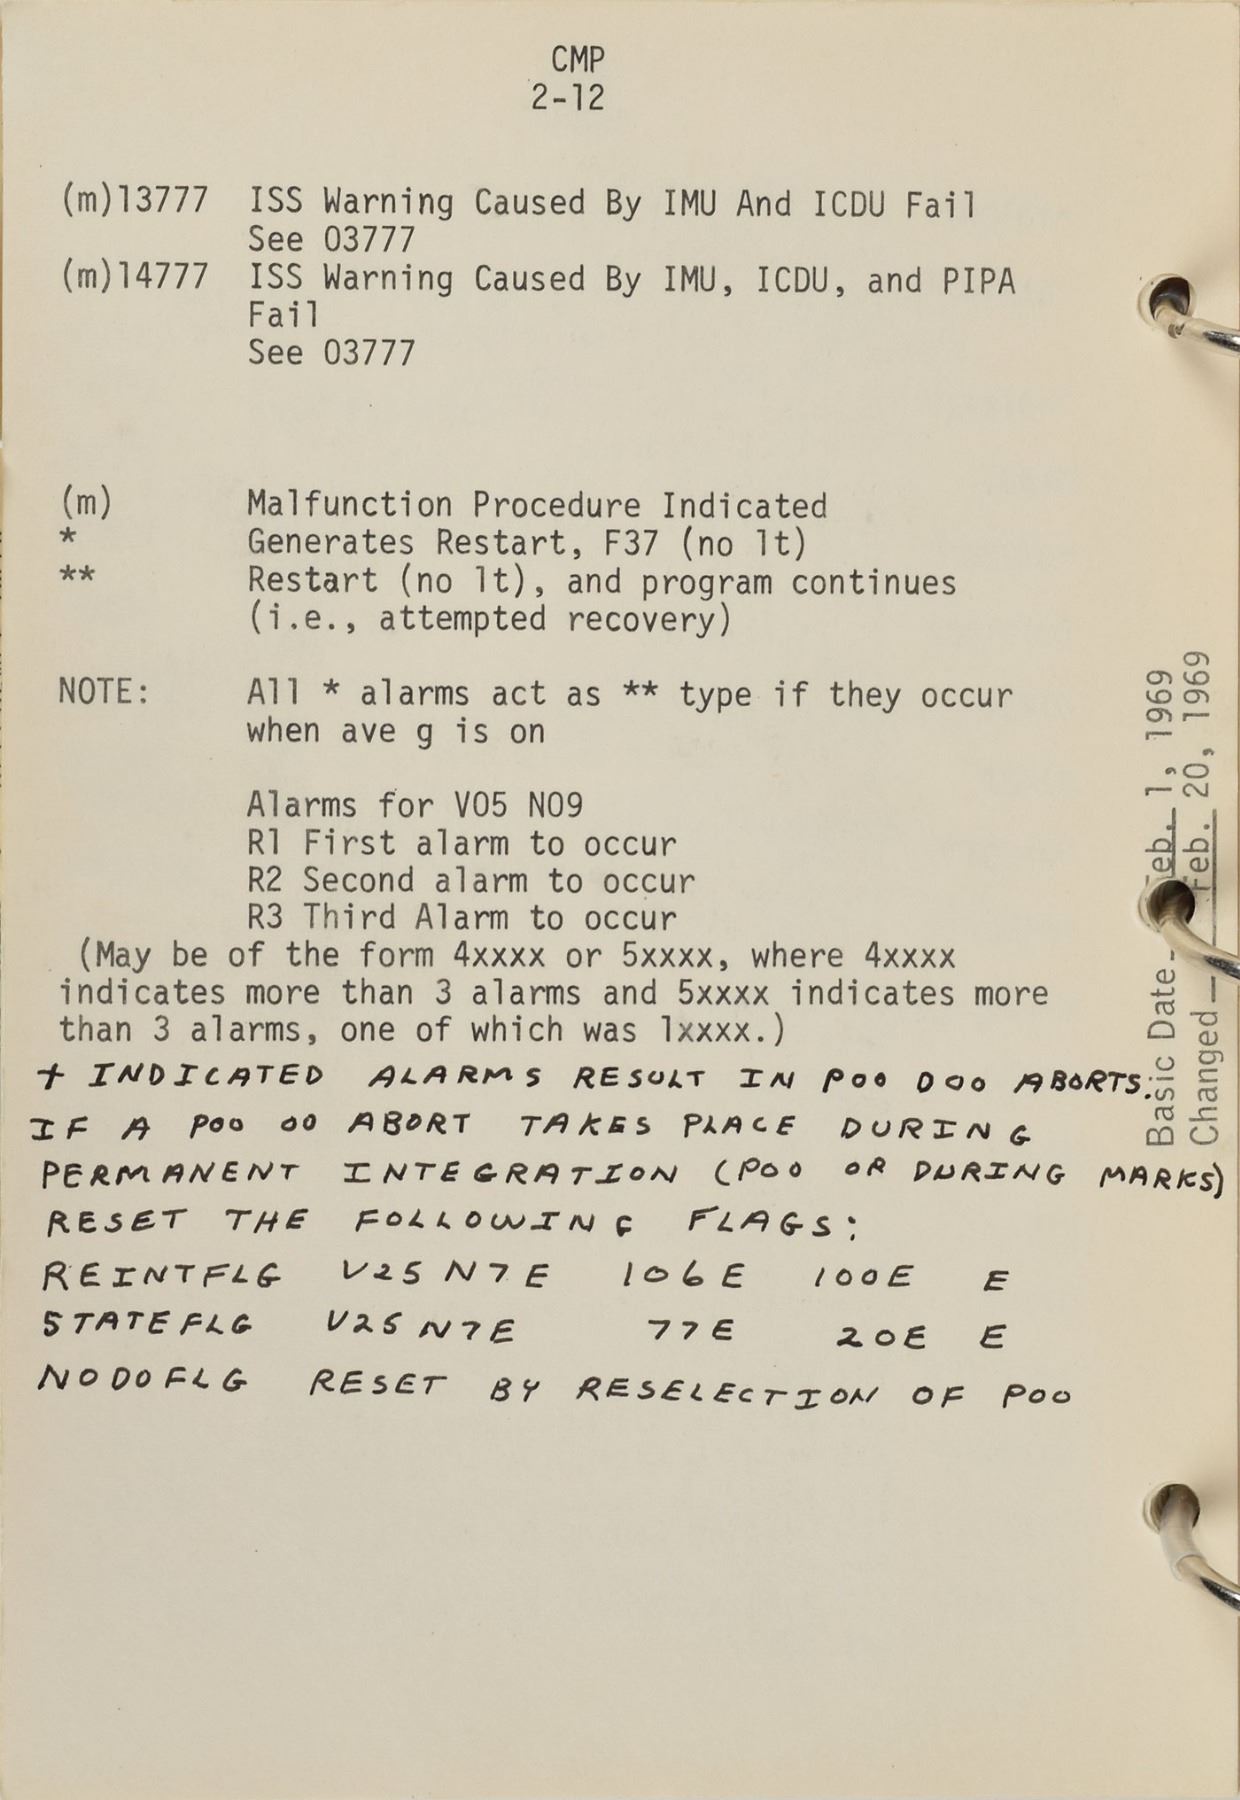 CMP
2-12
(m)13777 ISS Warning Caused By IMU And ICDU Fail
See 03777
(m)14777 ISS Warning Caused By IMU, ICDU, and PIPA
Fail
See 03777
(m) Malfunction Procedure Indicated
* Generates Restart, F37 (no lt)
** Restart (no lt), and program continues
(i.e., attempted recovery)
NOTE: All * alarms act as ** type if they occur
when ave g is on
Alarms for V05 N09
R1 First alarm to occur
R2 Second alarm to occur
R3 Third Alarm to occur
(May be of the form 4xxxx or 5xxxx, where 4xxxx
indicates more than 3 alarms and 5xxxx indicates more
than 3 alarms, one of which was 1xxxx.)
+ INDICATED ALARMS RESULT IN POO DOO ABORTS.
IF A POO OO ABORT TAKES PLACE DURING
PERMANENT INTEGRATION (POO OR DURING MARKS)
RESET THE FOLLOWING FLAGS:
REINTFLG V25 N7E 106E 100E E
STATEFLG V25 N7E 77E 20E E
NODOFLG RESET BY RESELECTION OF POO
Basic Date Feb. 1, 1969
Changed Feb. 20, 1969